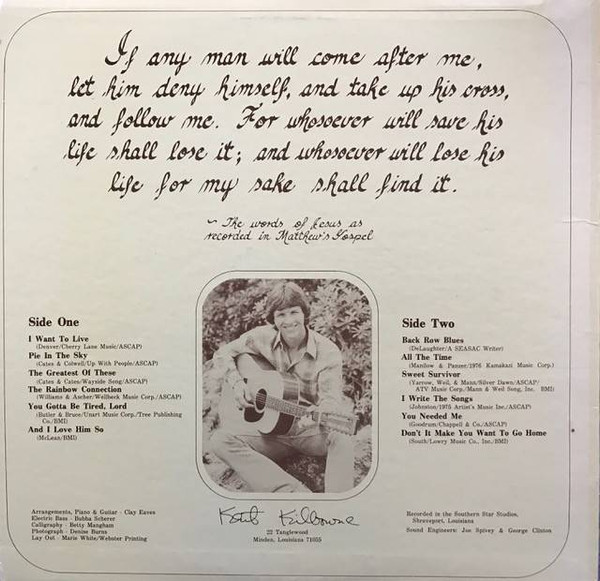 If any man will come after me,
let him deny himself, and take up his cross,
and follow me. For whosoever will save his
life shall lose it; and whosoever will lose his
life for my sake shall find it.
~ The words of Jesus as
recorded in Matthew's Gospel
Side One
I Want To Live
(Denver/Cherry Lane Music/ASCAP)
Pie In The Sky
(Cates & Colwell/Up With People/ASCAP)
The Greatest Of These
(Cates & Cates/Wayside Song/ASCAP)
The Rainbow Connection
(Williams & Ascher/Wellbeck Music Corp./ASCAP)
You Gotta Be Tired, Lord
(Butler & Bruce/Unart Music Corp./Tree Publishing
Co./BMI)
And I Love Him So
(McLean/BMI)
Side Two
Back Row Blues
(DeLaughter/A SEASAC Writer)
All the Time
(Manilow & Panzer/1976 Kamakazi Music Corp.)
Sweet Survivor
(Yarrow, Weil, & Mann/Silver Dawn/ASCAP/
ATV Music Corp./Mann & Weil Song, Inc. BMI)
I Write The Songs
(Johnston/1975 Artist's Music Inc./ASCAP)
You Needed Me
(Goodrum/Chappell & Co./ASCAP)
Don't It Make You Want To Go Home
(South/Lowry Music Co., Inc./BMI)
Arrangements, Piano & Guitar - Clay Eaves
Electric Bass - Bubba Scherer
Calligraphy - Betty Mangham
Photograph - Denise Burns
Lay Out - Marie White/Webster Printing
Kilbourne
22 Tanglewood
Minden, Louisiana 71055
Recorded in the Southern Star Studios,
Shreveport, Louisiana
Sound Engineers: Joe Spivey & George Clinton